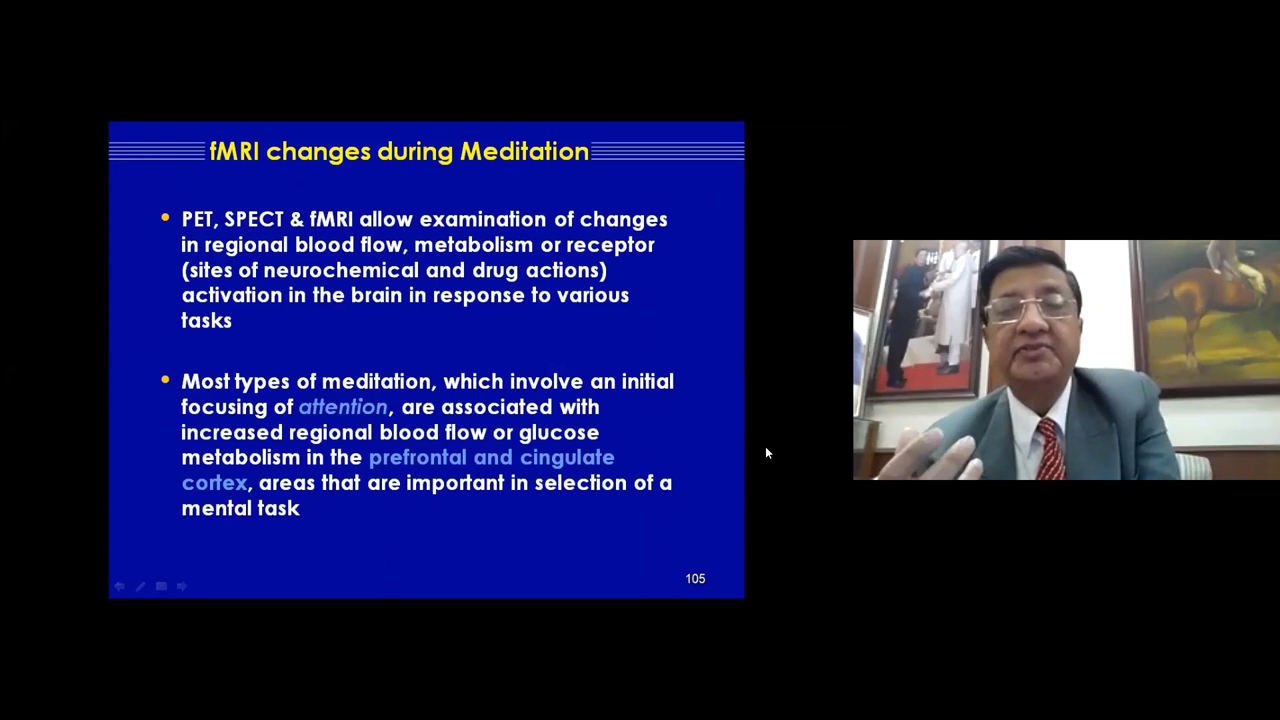 fMRI changes during Meditation
PET, SPECT & fMRI allow examination of changes
in regional blood flow, metabolism or receptor
(sites of neurochemical and drug actions)
activation in the brain in response to various
tasks
Most types of meditation, which involve an initial
focusing of attention, are associated with
increased regional blood flow or glucose
metabolism in the prefrontal and cingulate
cortex, areas that are important in selection of a
mental task
105